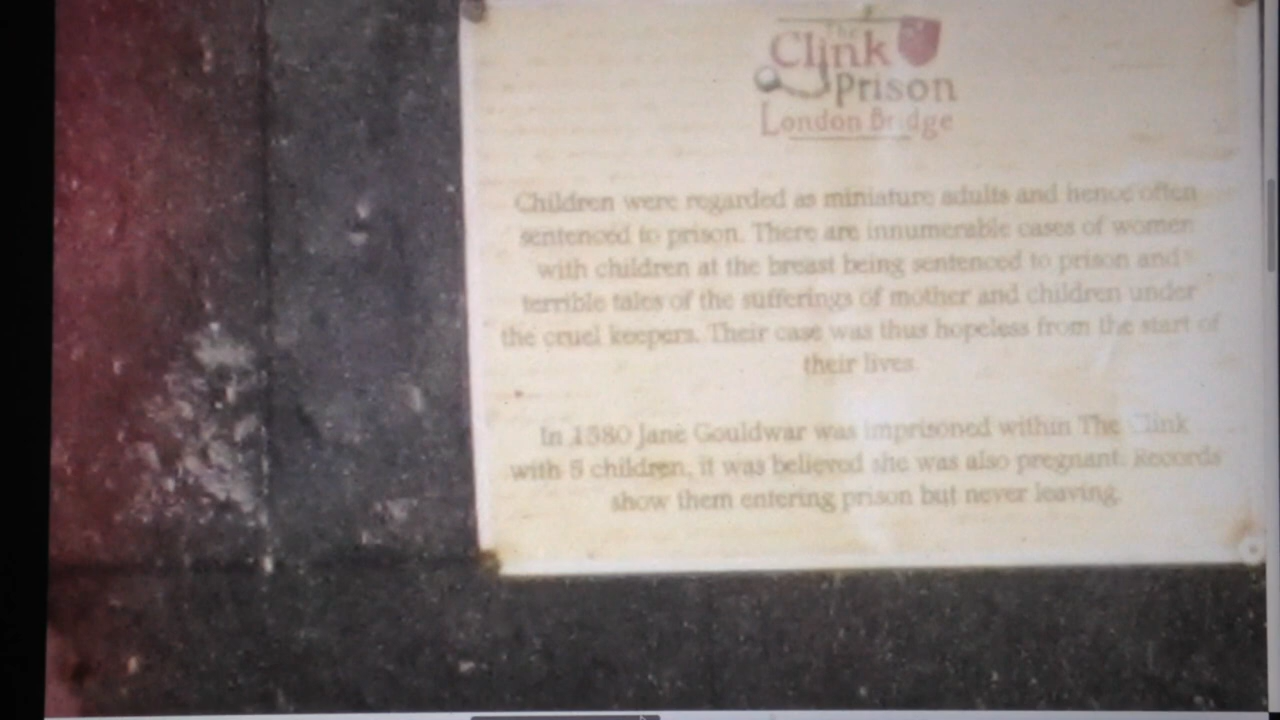 The
Clink
Prison
London Bridge
Children were regarded as miniature adults and hence often
sentenced to prison. There are innumerable cases of women
with children at the breast being sentenced to prison and
terrible tales of the sufferings of mother and children under
the cruel keepers. Their case was thus hopeless from the start of
their lives.
In 1580 Jane Gouldwar was imprisoned within The Clink
with 5 children, it was believed she was also pregnant. Records
show them entering prison but never leaving.